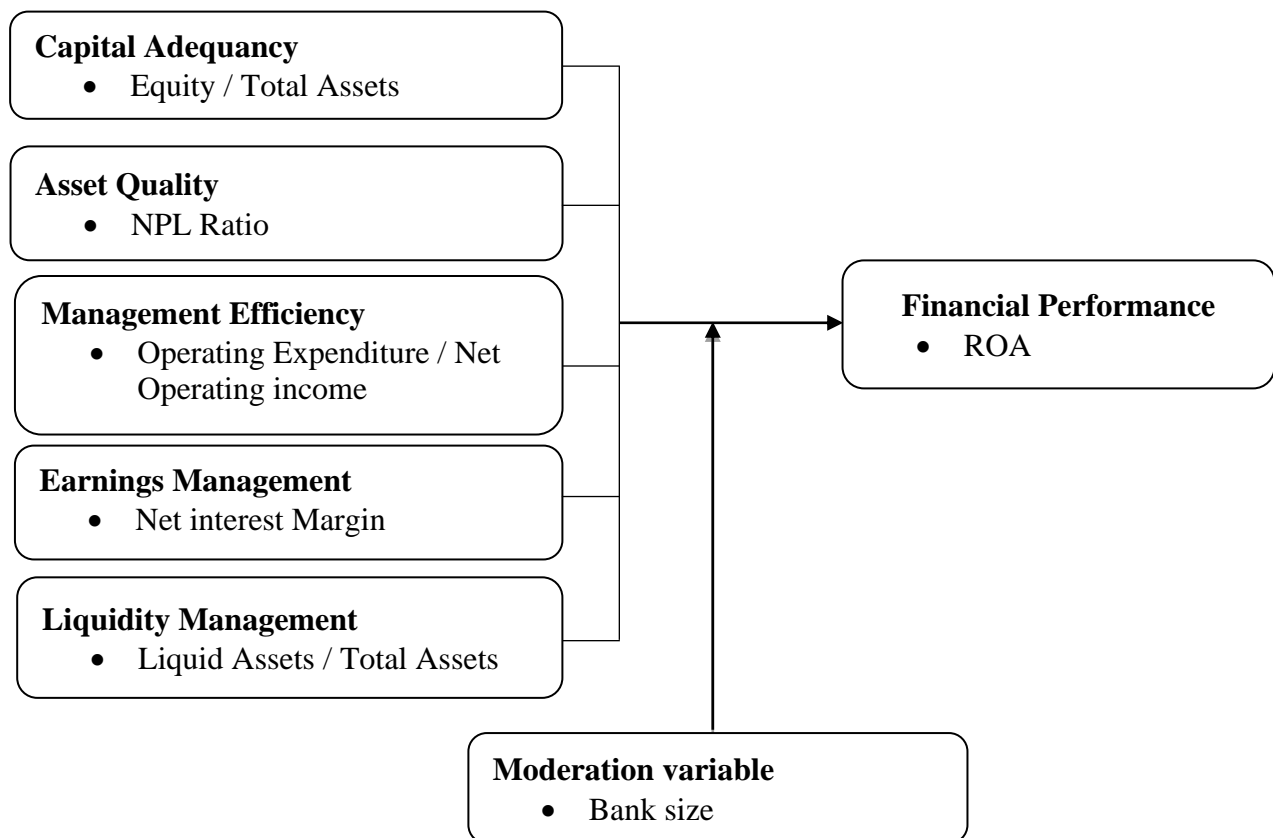 Capital Adequancy
• Equity / Total Assets
Asset Quality
• NPL Ratio
Management Efficiency
• Operating Expenditure / Net
Operating income
Earnings Management
• Net interest Margin
Liquidity Management
• Liquid Assets / Total Assets
Financial Performance
• ROA
Moderation variable
• Bank size